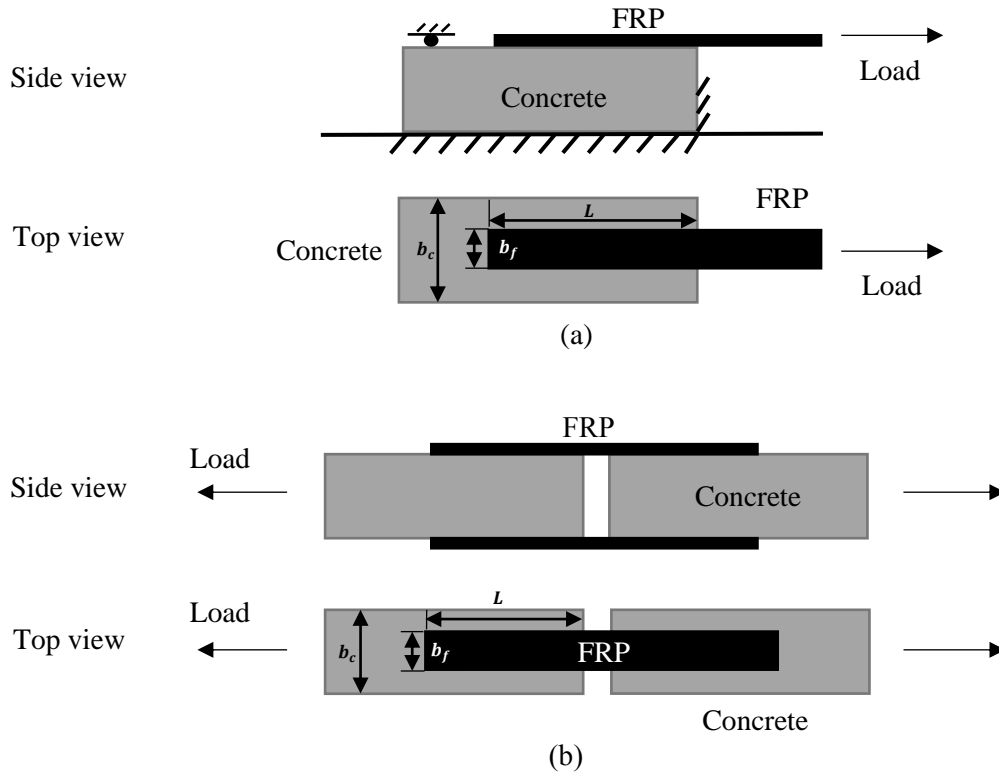 FRP
Load
Side view
Concrete
FRP
L
Top view
Concrete
b_c
b_f
Load
(a)
FRP
Load
Side view
Concrete
Load
L
Top view
b_c
b_f
FRP
Concrete
(b)